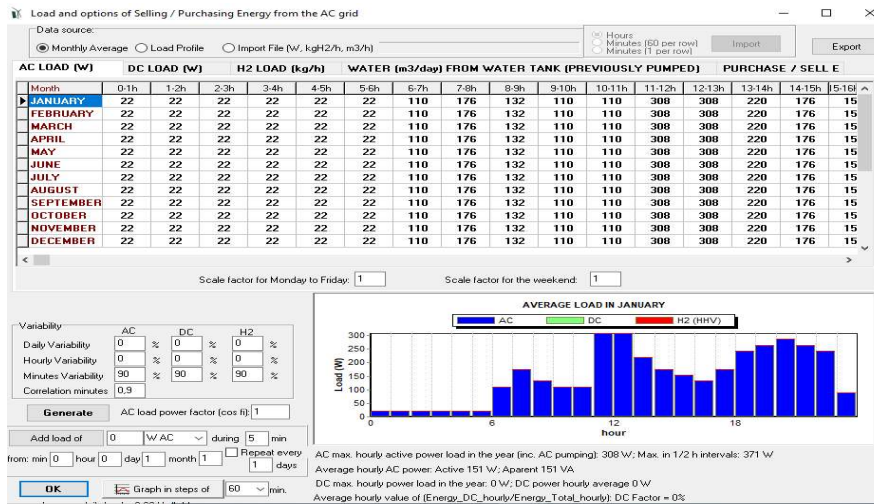 Load and options of Selling / Purchasing Energy from the AC grid
Data source:
Monthly Average Load Profile Import File (W, kgH2/h, m3/h)
Hours
Minutes (60 per row)
Minutes (1 per row)
Import
Export
AC LOAD (W) DC LOAD (W) H2 LOAD (kg/h) WATER (m3/day) FROM WATER TANK (PREVIOUSLY PUMPED) PURCHASE / SELL E
Month 0-1h 1-2h 2-3h 3-4h 4-5h 5-6h 6-7h 7-8h 8-9h 9-10h 10-11h 11-12h 12-13h 13-14h 14-15h 15-16h
JANUARY 22 22 22 22 22 22 110 176 132 110 110 308 308 220 176 15
FEBRUARY 22 22 22 22 22 22 110 176 132 110 110 308 308 220 176 15
MARCH 22 22 22 22 22 22 110 176 132 110 110 308 308 220 176 15
APRIL 22 22 22 22 22 22 110 176 132 110 110 308 308 220 176 15
MAY 22 22 22 22 22 22 110 176 132 110 110 308 308 220 176 15
JUNE 22 22 22 22 22 22 110 176 132 110 110 308 308 220 176 15
JULY 22 22 22 22 22 22 110 176 132 110 110 308 308 220 176 15
AUGUST 22 22 22 22 22 22 110 176 132 110 110 308 308 220 176 15
SEPTEMBER 22 22 22 22 22 22 110 176 132 110 110 308 308 220 176 15
OCTOBER 22 22 22 22 22 22 110 176 132 110 110 308 308 220 176 15
NOVEMBER 22 22 22 22 22 22 110 176 132 110 110 308 308 220 176 15
DECEMBER 22 22 22 22 22 22 110 176 132 110 110 308 308 220 176 15
Scale factor for Monday to Friday: 1 Scale factor for the weekend: 1
Variability
AC DC H2
Daily Variability 0 % 0 % 0 %
Hourly Variability 0 % 0 % 0 %
Minutes Variability 90 % 90 % 90 %
Correlation minutes 0,9
Generate AC load power factor (cos fi): 1
Add load of 0 W AC during 5 min
from: min 0 hour 0 day 1 month 1 Repeat every 1 days
OK Graph in steps of 60 min.
AVERAGE LOAD IN JANUARY
AC DC H2 (HHV)
Load (W)
300
250
200
150
100
50
0
0 6 12 18
hour
AC max. hourly active power load in the year (inc. AC pumping): 308 W; Max. in 1/2 h intervals: 371 W
Average hourly AC power: Active 151 W; Aparent 151 VA
DC max. hourly power load in the year: 0 W; DC power hourly average 0 W
Average hourly value of (Energy_DC_hourly/Energy_Total_hourly): DC Factor = 0%